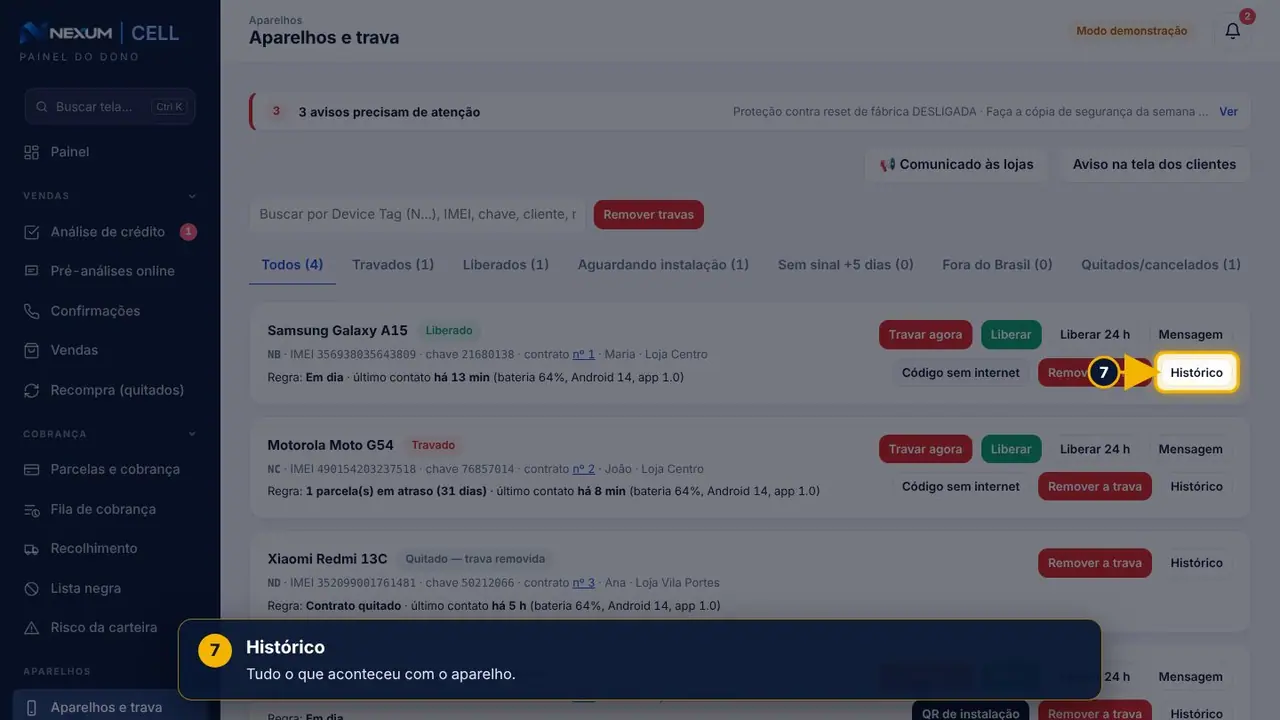 NEXUM | CELL
PAINEL DO DONO
Buscar tela... Ctrl K
Painel
VENDAS
Análise de crédito 1
Pré-análises online
Confirmações
Vendas
Recompra (quitados)
COBRANÇA
Parcelas e cobrança
Fila de cobrança
Recolhimento
Lista negra
Risco da carteira
APARELHOS
Aparelhos e trava
Aparelhos
Aparelhos e trava
Modo demonstração
2
3 3 avisos precisam de atenção
Proteção contra reset de fábrica DESLIGADA · Faça a cópia de segurança da semana ... Ver
Comunicado às lojas
Aviso na tela dos clientes
Buscar por Device Tag (N...), IMEI, chave, cliente, r
Remover travas
Todos (4) Travados (1) Liberados (1) Aguardando instalação (1) Sem sinal +5 dias (0) Fora do Brasil (0) Quitados/cancelados (1)
Samsung Galaxy A15 Liberado
NB · IMEI 356938035643809 · chave 21680138 · contrato nº 1 · Maria · Loja Centro
Regra: Em dia · último contato há 13 min (bateria 64%, Android 14, app 1.0)
Travar agora Liberar Liberar 24 h Mensagem
Código sem internet Remov 7 Histórico
Motorola Moto G54 Travado
NC · IMEI 490154203237518 · chave 76857014 · contrato nº 2 · João · Loja Centro
Regra: 1 parcela(s) em atraso (31 dias) · último contato há 8 min (bateria 64%, Android 14, app 1.0)
Travar agora Liberar Liberar 24 h Mensagem
Código sem internet Remover a trava Histórico
Xiaomi Redmi 13C Quitado — trava removida
ND · IMEI 352099001761481 · chave 50212066 · contrato nº 3 · Ana · Loja Vila Portes
Regra: Contrato quitado · último contato há 5 h (bateria 64%, Android 14, app 1.0)
Remover a trava Histórico
7 Histórico
Tudo o que aconteceu com o aparelho.
24 h Mensagem
Regra: Em dia
QR de instalação Remover a trava Histórico